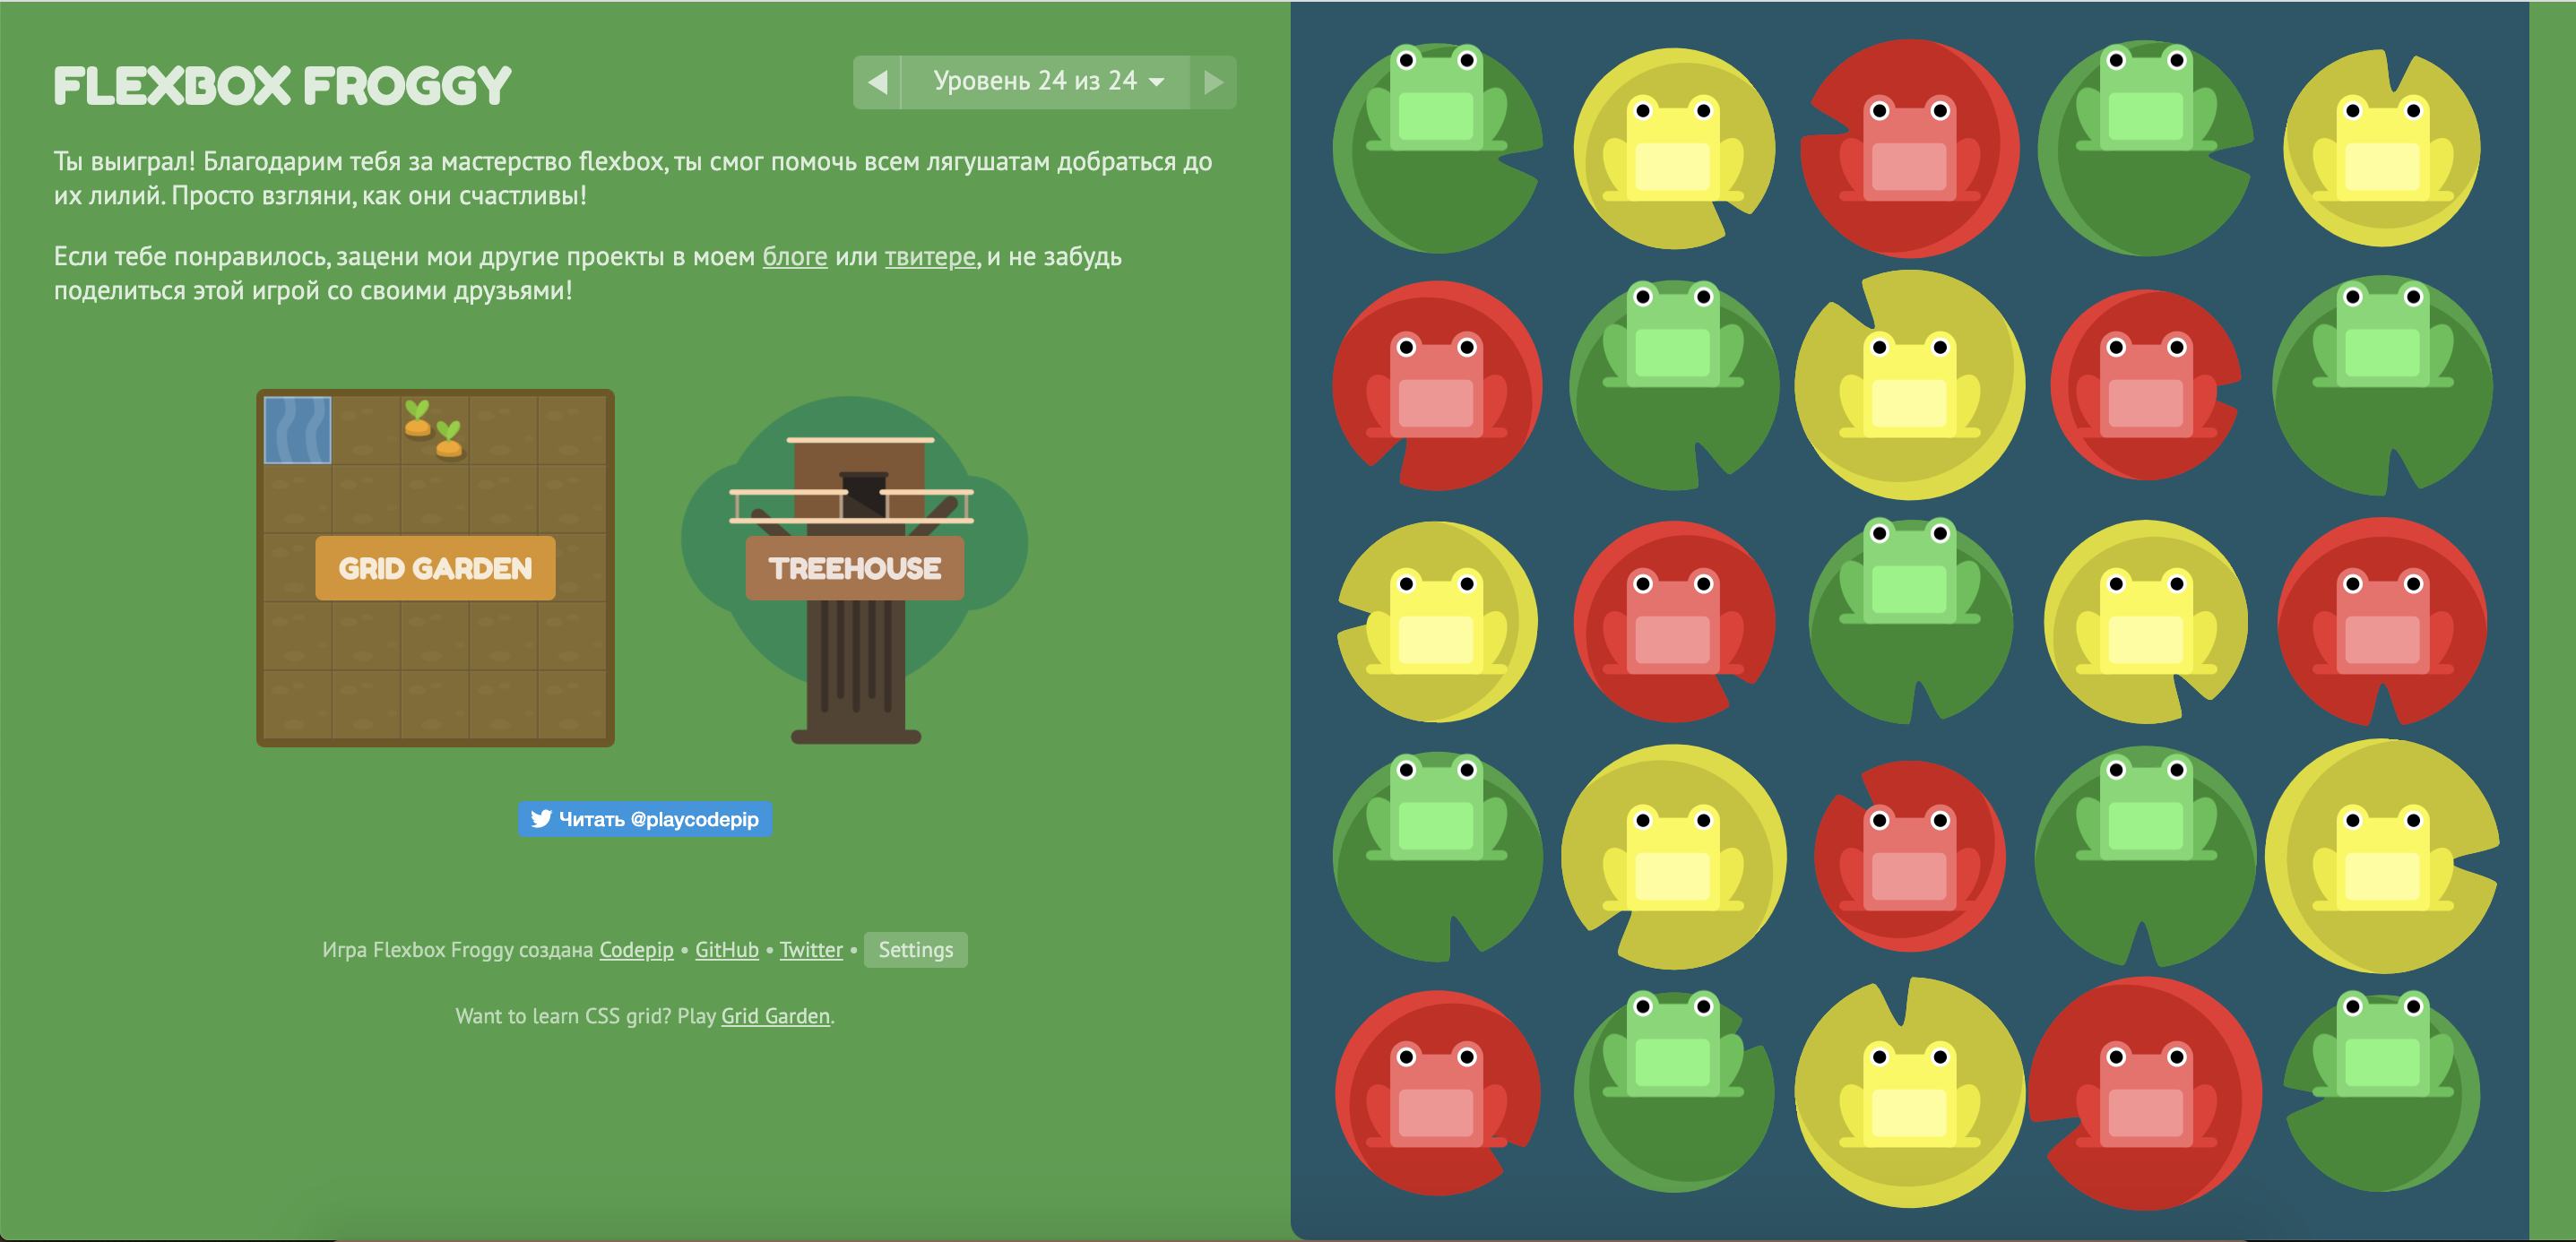 FLEXBOX FROGGY
Уровень 24 из 24
Ты выиграл! Благодарим тебя за мастерство flexbox, ты смог помочь всем лягушатам добраться до
их лилий. Просто взгляни, как они счастливы!
Если тебе понравилось, зацени мои другие проекты в моем блоге или твитере, и не забудь
поделиться этой игрой со своими друзьями!
GRID GARDEN
TREEHOUSE
Читать @playcodepip
Игра Flexbox Froggy создана Codepip • GitHub • Twitter • Settings
Want to learn CSS grid? Play Grid Garden.